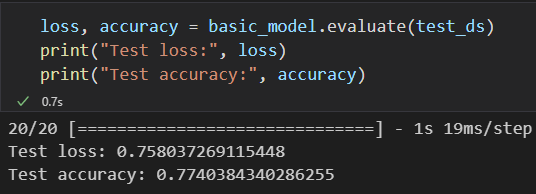 loss, accuracy = basic_model.evaluate(test_ds)
print("Test loss:", loss)
print("Test accuracy:", accuracy)
✓ 0.7s
20/20 [==============================] - 1s 19ms/step
Test loss: 0.758037269115448
Test accuracy: 0.7740384340286255